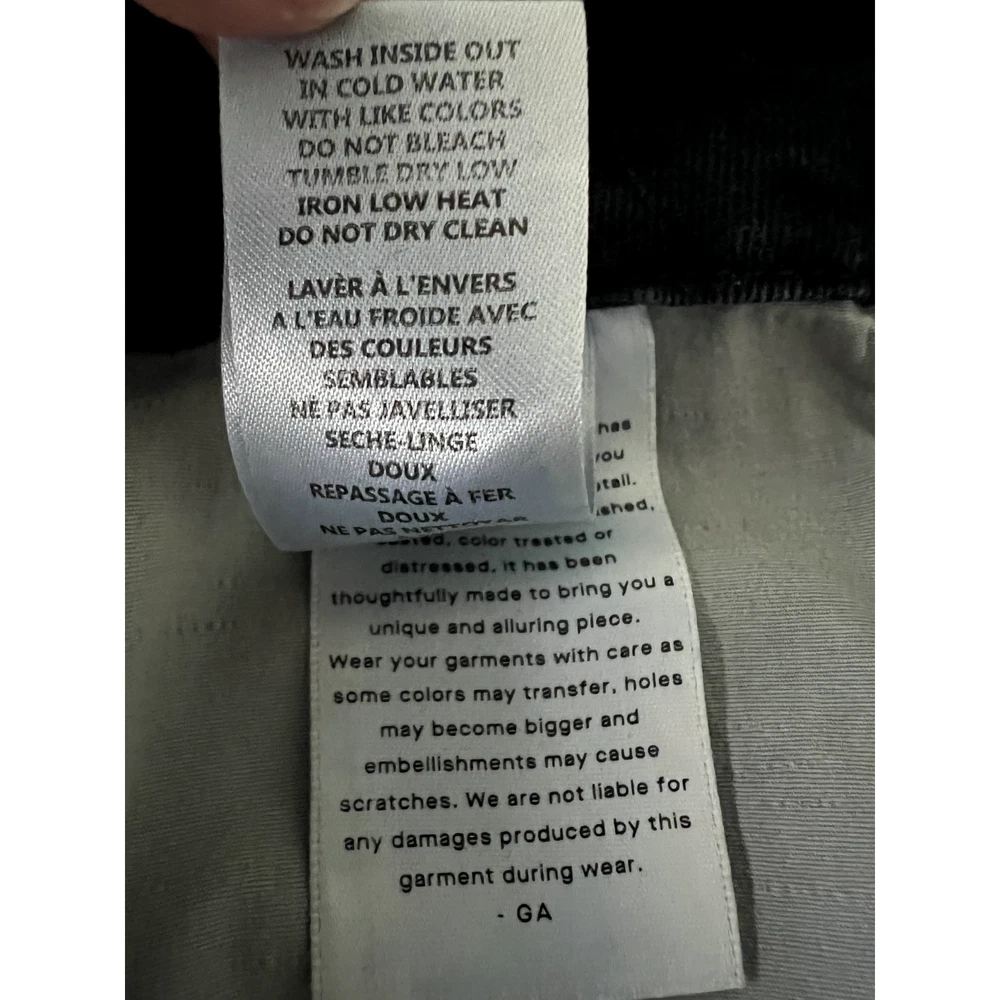 WASH INSIDE OUT
IN COLD WATER
WITH LIKE COLORS
DO NOT BLEACH
TUMBLE DRY LOW
IRON LOW HEAT
DO NOT DRY CLEAN
LAVÈR À L'ENVERS
A L'EAU FROIDE AVEC
DES COULEURS
SEMBLABLES
NE PAS JAVELLISER
SECHE-LINGE
DOUX
REPASSAGE À FER
DOUX
NE PAS NETTOYAR
has
you
color treated or
distressed, it has been
thoughtfully made to bring you a
unique and alluring piece.
Wear your garments with care as
some colors may transfer, holes
may become bigger and
embellishments may cause
scratches. We are not liable for
any damages produced by this
garment during wear.
- GA